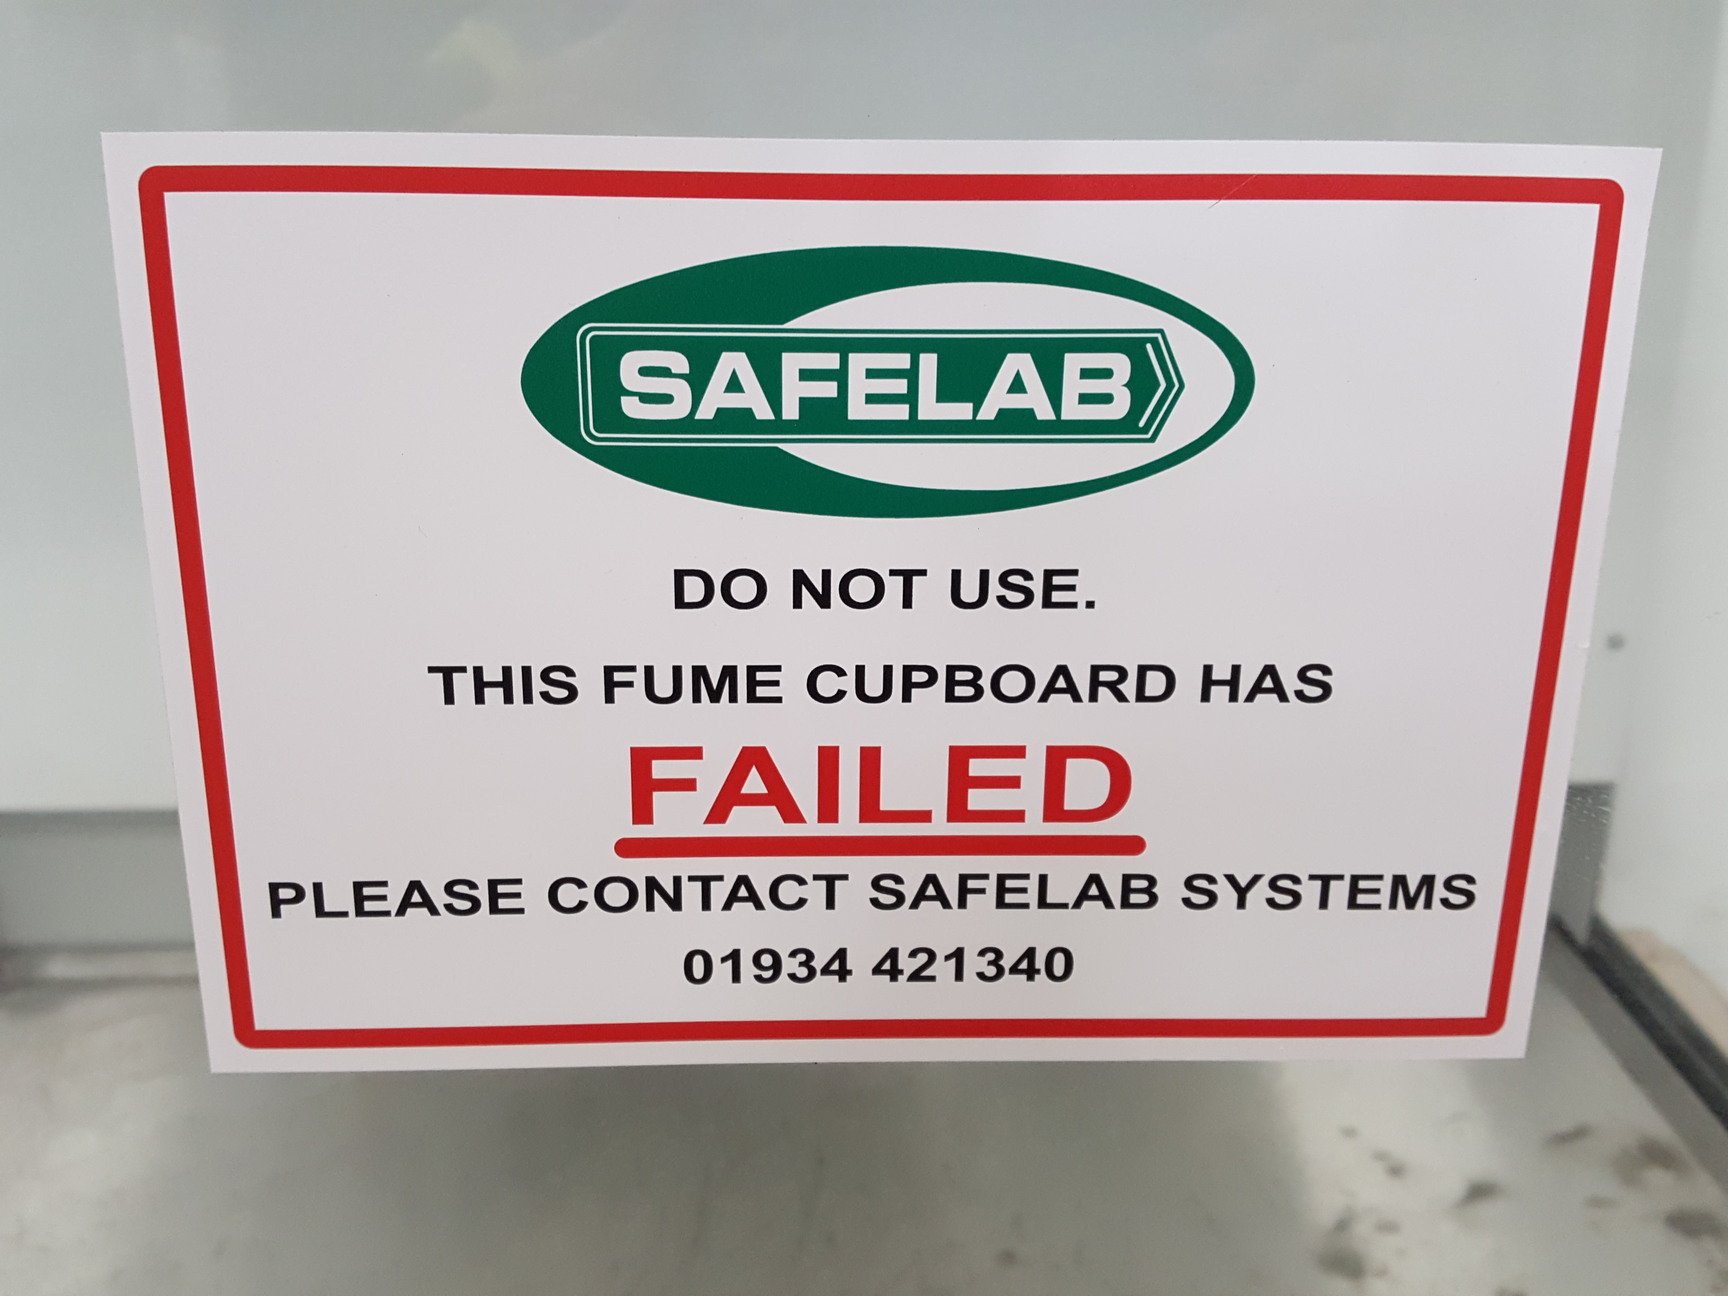 SAFELAB
DO NOT USE.
THIS FUME CUPBOARD HAS
FAILED
PLEASE CONTACT SAFELAB SYSTEMS
01934 421340